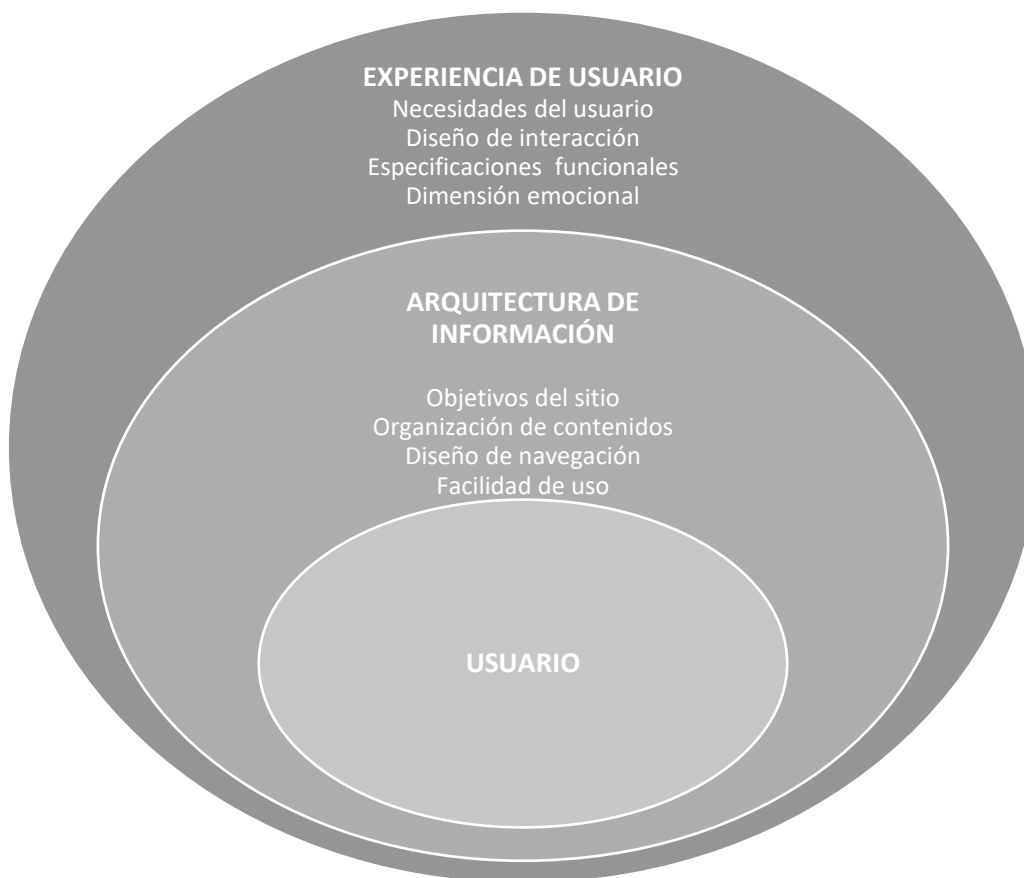 EXPERIENCIA DE USUARIO
Necesidades del usuario
Diseño de interacción
Especificaciones  funcionales
Dimensión emocional
ARQUITECTURA DE
INFORMACIÓN
Objetivos del sitio
Organización de contenidos
Diseño de navegación
Facilidad de uso
USUARIO